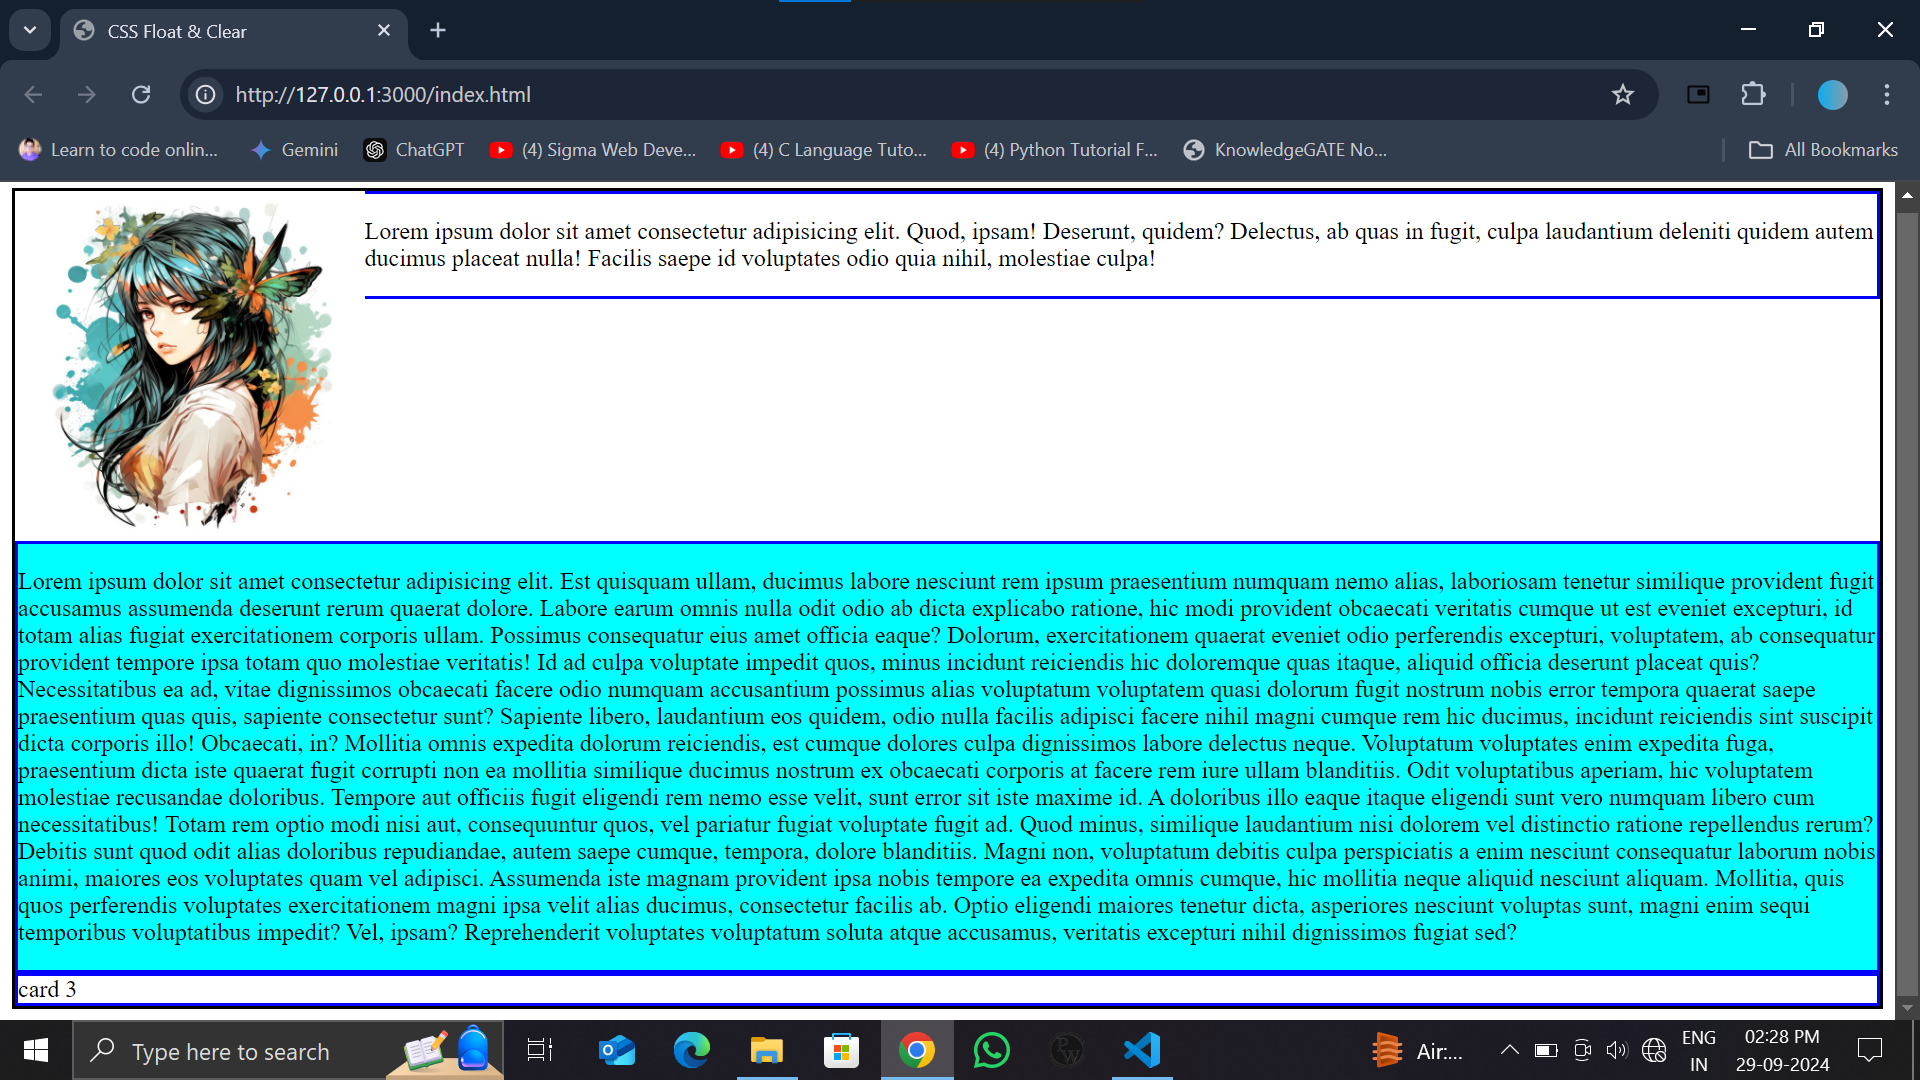 CSS Float & Clear
http://127.0.0.1:3000/index.html
Learn to code onlin...
Gemini
ChatGPT
(4) Sigma Web Deve...
(4) C Language Tuto...
(4) Python Tutorial F...
KnowledgeGATE No...
All Bookmarks
Lorem ipsum dolor sit amet consectetur adipisicing elit. Quod, ipsam! Deserunt, quidem? Delectus, ab quas in fugit, culpa laudantium deleniti quidem autem
ducimus placeat nulla! Facilis saepe id voluptates odio quia nihil, molestiae culpa!
Lorem ipsum dolor sit amet consectetur adipisicing elit. Est quisquam ullam, ducimus labore nesciunt rem ipsum praesentium numquam nemo alias, laboriosam tenetur similique provident fugit
accusamus assumenda deserunt rerum quaerat dolore. Labore earum omnis nulla odit odio ab dicta explicabo ratione, hic modi provident obcaecati veritatis cumque ut est eveniet excepturi, id
totam alias fugiat exercitationem corporis ullam. Possimus consequatur eius amet officia eaque? Dolorum, exercitationem quaerat eveniet odio perferendis excepturi, voluptatem, ab consequatur
provident tempore ipsa totam quo molestiae veritatis! Id ad culpa voluptate impedit quos, minus incidunt reiciendis hic doloremque quas itaque, aliquid officia deserunt placeat quis?
Necessitatibus ea ad, vitae dignissimos obcaecati facere odio numquam accusantium possimus alias voluptatum voluptatem quasi dolorum fugit nostrum nobis error tempora quaerat saepe
praesentium quas quis, sapiente consectetur sunt? Sapiente libero, laudantium eos quidem, odio nulla facilis adipisci facere nihil magni cumque rem hic ducimus, incidunt reiciendis sint suscipit
dicta corporis illo! Obcaecati, in? Mollitia omnis expedita dolorum reiciendis, est cumque dolores culpa dignissimos labore delectus neque. Voluptatum voluptates enim expedita fuga,
praesentium dicta iste quaerat fugit corrupti non ea mollitia similique ducimus nostrum ex obcaecati corporis at facere rem iure ullam blanditiis. Odit voluptatibus aperiam, hic voluptatem
molestiae recusandae doloribus. Tempore aut officiis fugit eligendi rem nemo esse velit, sunt error sit iste maxime id. A doloribus illo eaque itaque eligendi sunt vero numquam libero cum
necessitatibus! Totam rem optio modi nisi aut, consequuntur quos, vel pariatur fugiat voluptate fugit ad. Quod minus, similique laudantium nisi dolorem vel distinctio ratione repellendus rerum?
Debitis sunt quod odit alias doloribus repudiandae, autem saepe cumque, tempora, dolore blanditiis. Magni non, voluptatum debitis culpa perspiciatis a enim nesciunt consequatur laborum nobis
animi, maiores eos voluptates quam vel adipisci. Assumenda iste magnam provident ipsa nobis tempore ea expedita omnis cumque, hic mollitia neque aliquid nesciunt aliquam. Mollitia, quis
quos perferendis voluptates exercitationem magni ipsa velit alias ducimus, consectetur facilis ab. Optio eligendi maiores tenetur dicta, asperiores nesciunt voluptas sunt, magni enim sequi
temporibus voluptatibus impedit? Vel, ipsam? Reprehenderit voluptates voluptatum soluta atque accusamus, veritatis excepturi nihil dignissimos fugiat sed?
card 3
Type here to search
Air:...
ENG
IN
02:28 PM
29-09-2024